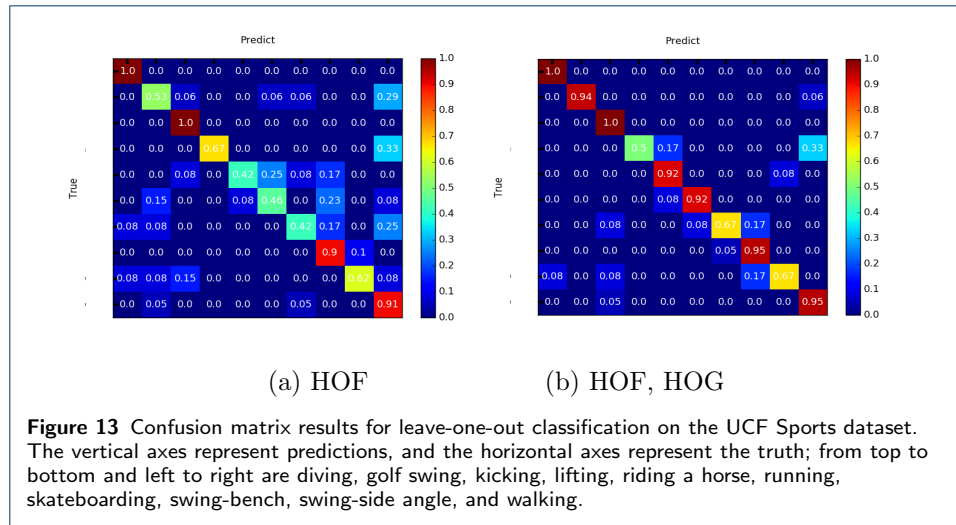 Predict
True
1.0 0.0 0.0 0.0 0.0 0.0 0.0 0.0 0.0 0.0
0.0 0.53 0.06 0.0 0.0 0.06 0.06 0.0 0.0 0.29
0.0 0.0 1.0 0.0 0.0 0.0 0.0 0.0 0.0 0.0
0.0 0.0 0.0 0.67 0.0 0.0 0.0 0.0 0.0 0.33
0.0 0.0 0.08 0.0 0.42 0.25 0.08 0.17 0.0 0.0
0.0 0.15 0.0 0.0 0.08 0.46 0.0 0.23 0.0 0.08
0.08 0.08 0.0 0.0 0.0 0.0 0.42 0.17 0.0 0.25
0.0 0.0 0.0 0.0 0.0 0.0 0.0 0.9 0.1 0.0
0.08 0.08 0.15 0.0 0.0 0.0 0.0 0.0 0.62 0.08
0.0 0.05 0.0 0.0 0.0 0.0 0.05 0.0 0.0 0.91
1.0
0.9
0.8
0.7
0.6
0.5
0.4
0.3
0.2
0.1
0.0
(a) HOF
Predict
True
1.0 0.0 0.0 0.0 0.0 0.0 0.0 0.0 0.0 0.0
0.0 0.94 0.0 0.0 0.0 0.0 0.0 0.0 0.0 0.06
0.0 0.0 1.0 0.0 0.0 0.0 0.0 0.0 0.0 0.0
0.0 0.0 0.0 0.5 0.17 0.0 0.0 0.0 0.0 0.33
0.0 0.0 0.0 0.0 0.92 0.0 0.0 0.0 0.08 0.0
0.0 0.0 0.0 0.0 0.08 0.92 0.0 0.0 0.0 0.0
0.0 0.0 0.08 0.0 0.0 0.08 0.67 0.17 0.0 0.0
0.0 0.0 0.0 0.0 0.0 0.0 0.05 0.95 0.0 0.0
0.08 0.0 0.08 0.0 0.0 0.0 0.0 0.17 0.67 0.0
0.0 0.0 0.05 0.0 0.0 0.0 0.0 0.0 0.0 0.95
1.0
0.9
0.8
0.7
0.6
0.5
0.4
0.3
0.2
0.1
0.0
(b) HOF, HOG
Figure 13 Confusion matrix results for leave-one-out classification on the UCF Sports dataset.
The vertical axes represent predictions, and the horizontal axes represent the truth; from top to
bottom and left to right are diving, golf swing, kicking, lifting, riding a horse, running,
skateboarding, swing-bench, swing-side angle, and walking.